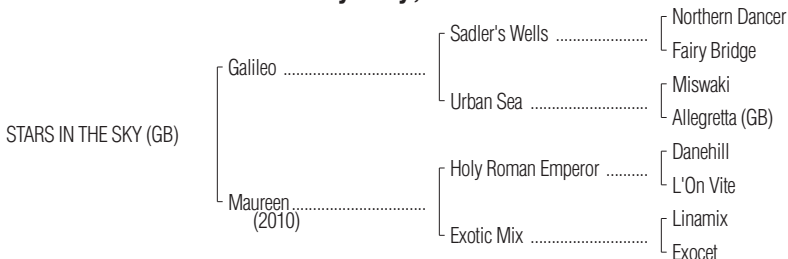 Northern Dancer
Sadler's Wells ....................
Fairy Bridge
Galileo ..........................................
Miswaki
Urban Sea ...................................
Allegretta (GB)
STARS IN THE SKY (GB)
Danehill
Holy Roman Emperor ..........
L'On Vite
Maureen ........................................
(2010)
Linamix
Exotic Mix ...................................
Exocet